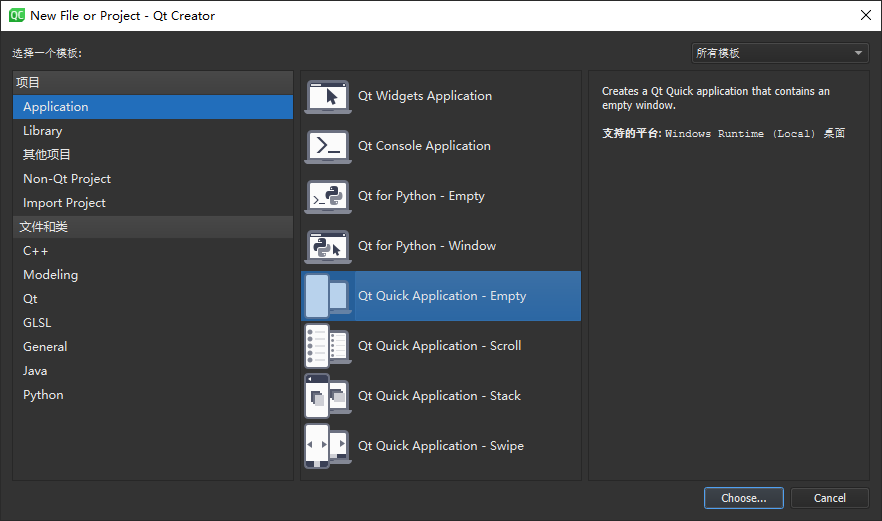 QC New File or Project - Qt Creator
选择一个模板:
所有模板
项目
Application
Library
其他项目
Non-Qt Project
Import Project
文件和类
C++
Modeling
Qt
GLSL
General
Java
Python
Qt Widgets Application
Qt Console Application
Qt for Python - Empty
Qt for Python - Window
Qt Quick Application - Empty
Qt Quick Application - Scroll
Qt Quick Application - Stack
Qt Quick Application - Swipe
Creates a Qt Quick application that contains an
empty window.
支持的平台: Windows Runtime (Local) 桌面
Choose...
Cancel